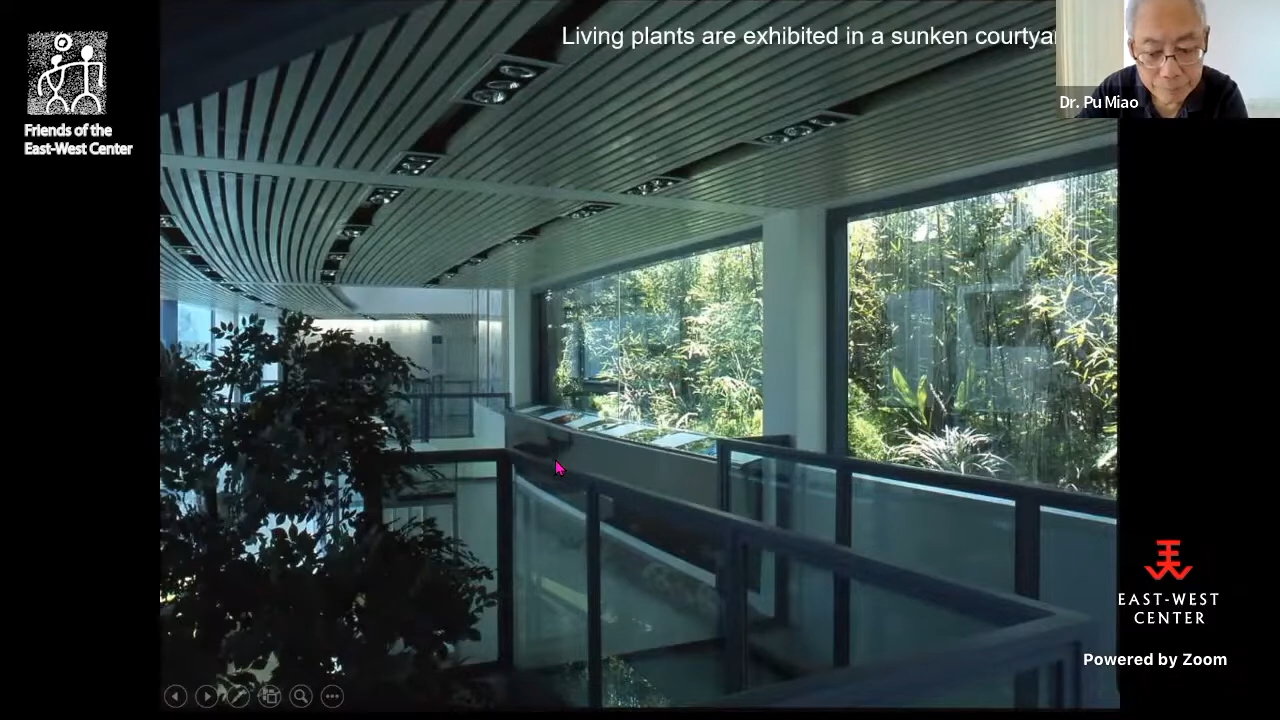 Living plants are exhibited in a sunken courtya
Friends of the
East-West Center
Dr. Pu Miao
EAST-WEST
CENTER
Powered by Zoom